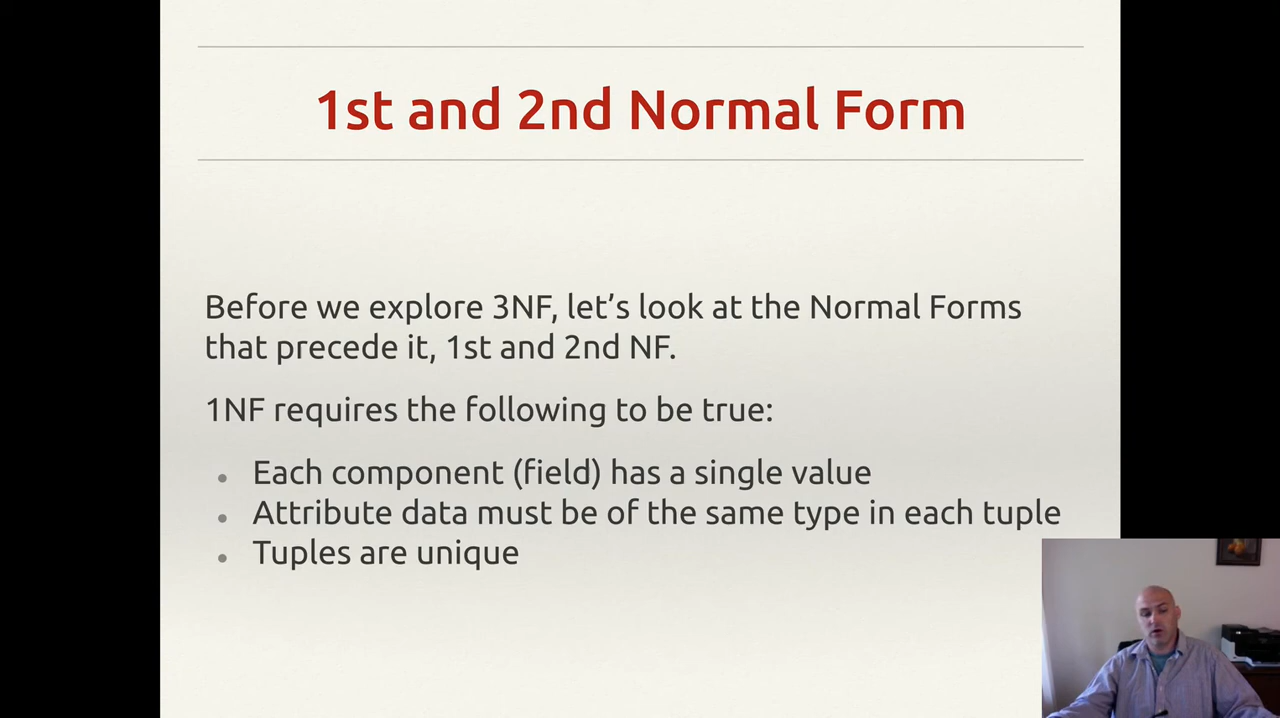 1st and 2nd Normal Form
Before we explore 3NF, let’s look at the Normal Forms
that precede it, 1st and 2nd NF.
1NF requires the following to be true:
Each component (field) has a single value
Attribute data must be of the same type in each tuple
Tuples are unique